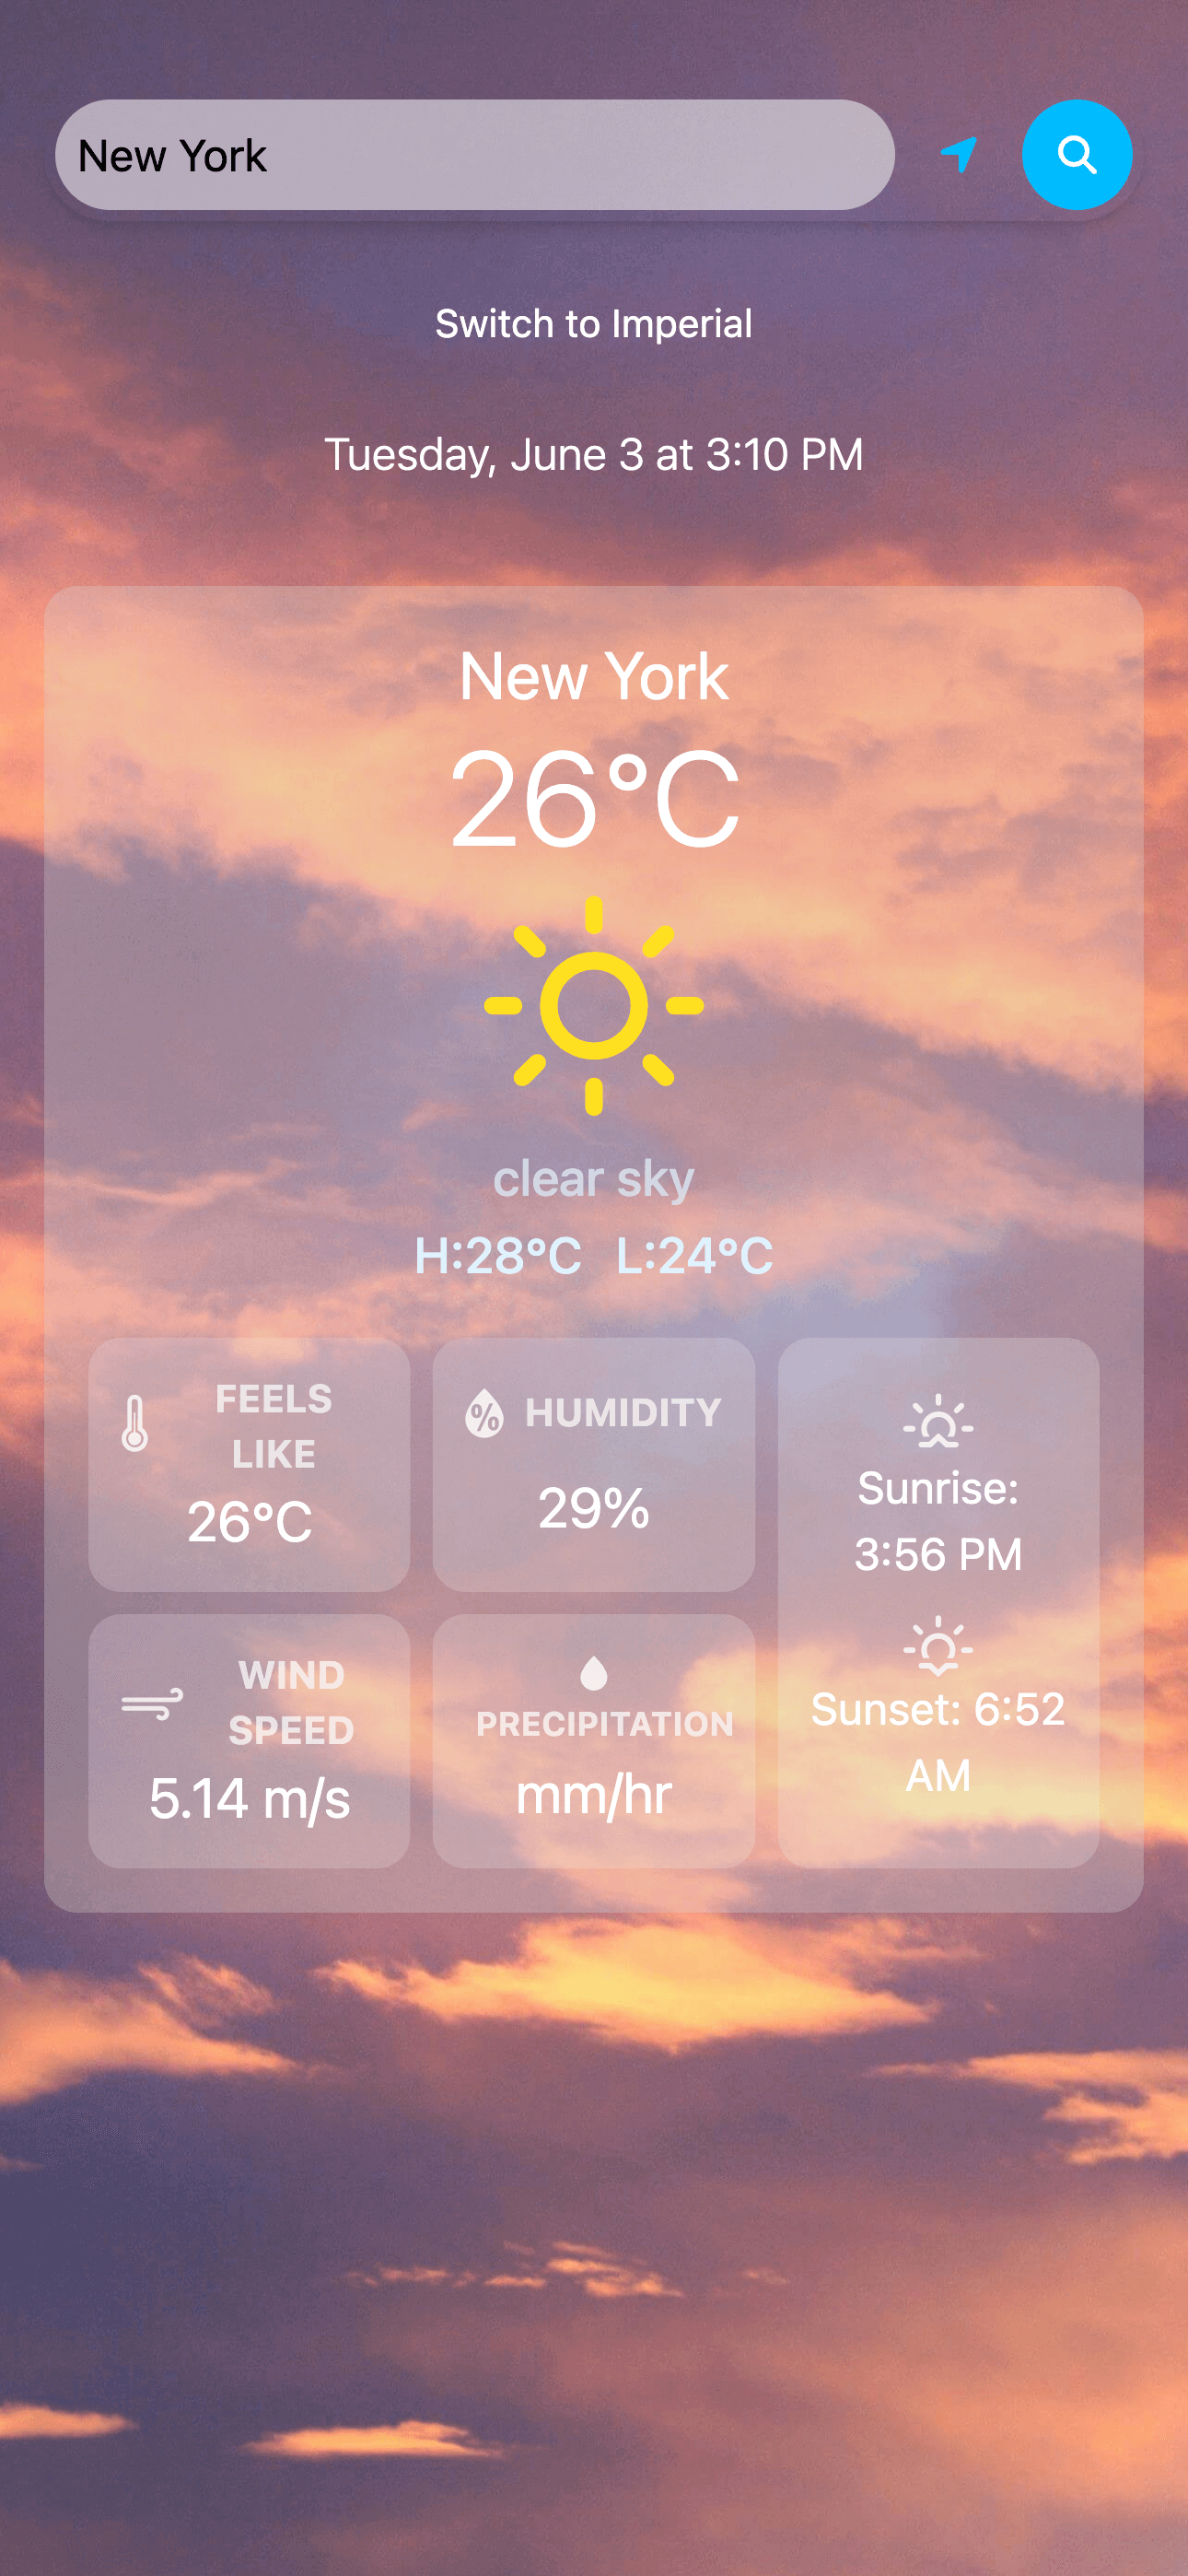 New York
Switch to Imperial
Tuesday, June 3 at 3:10 PM
New York
26°C
clear sky
H:28°C L:24°C
FEELS
LIKE
26°C
% HUMIDITY
29%
Sunrise:
3:56 PM
Sunset: 6:52
AM
WIND
SPEED
5.14 m/s
PRECIPITATION
mm/hr